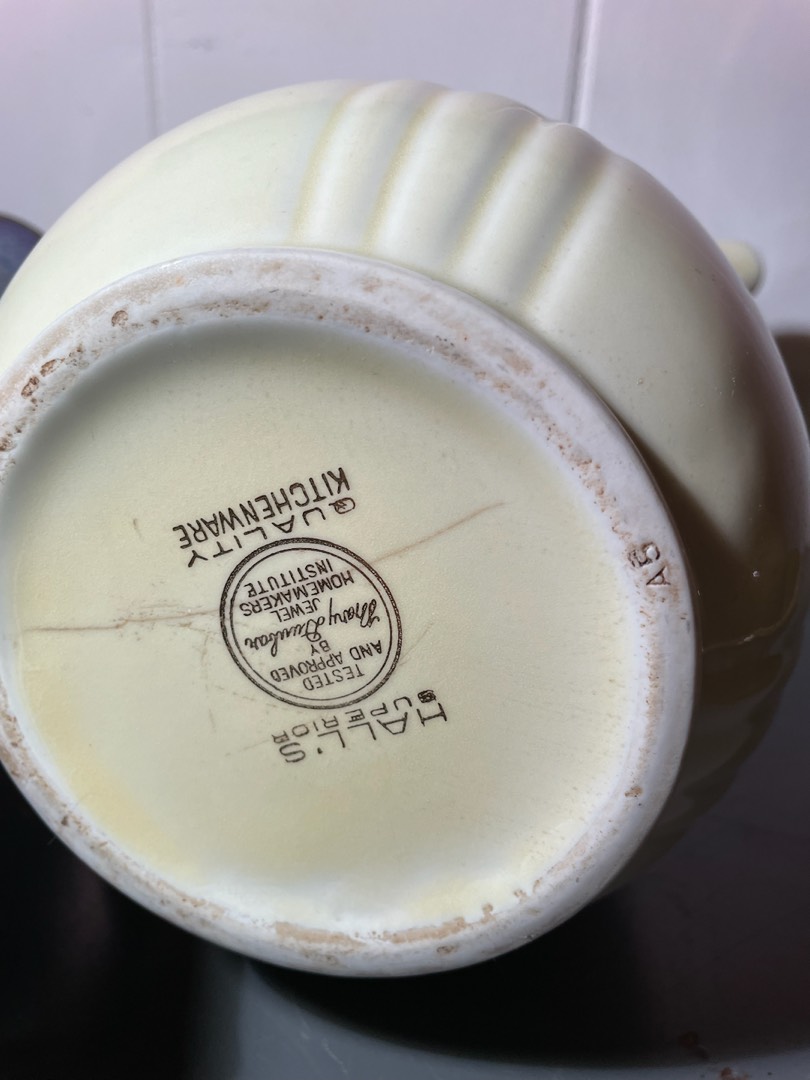 HALL'S
SUPERIOR
TESTED
AND APPROVED
BY
Mary Dunbar
JEWEL
HOMEMAKERS
INSTITUTE
QUALITY
KITCHENWARE
A5